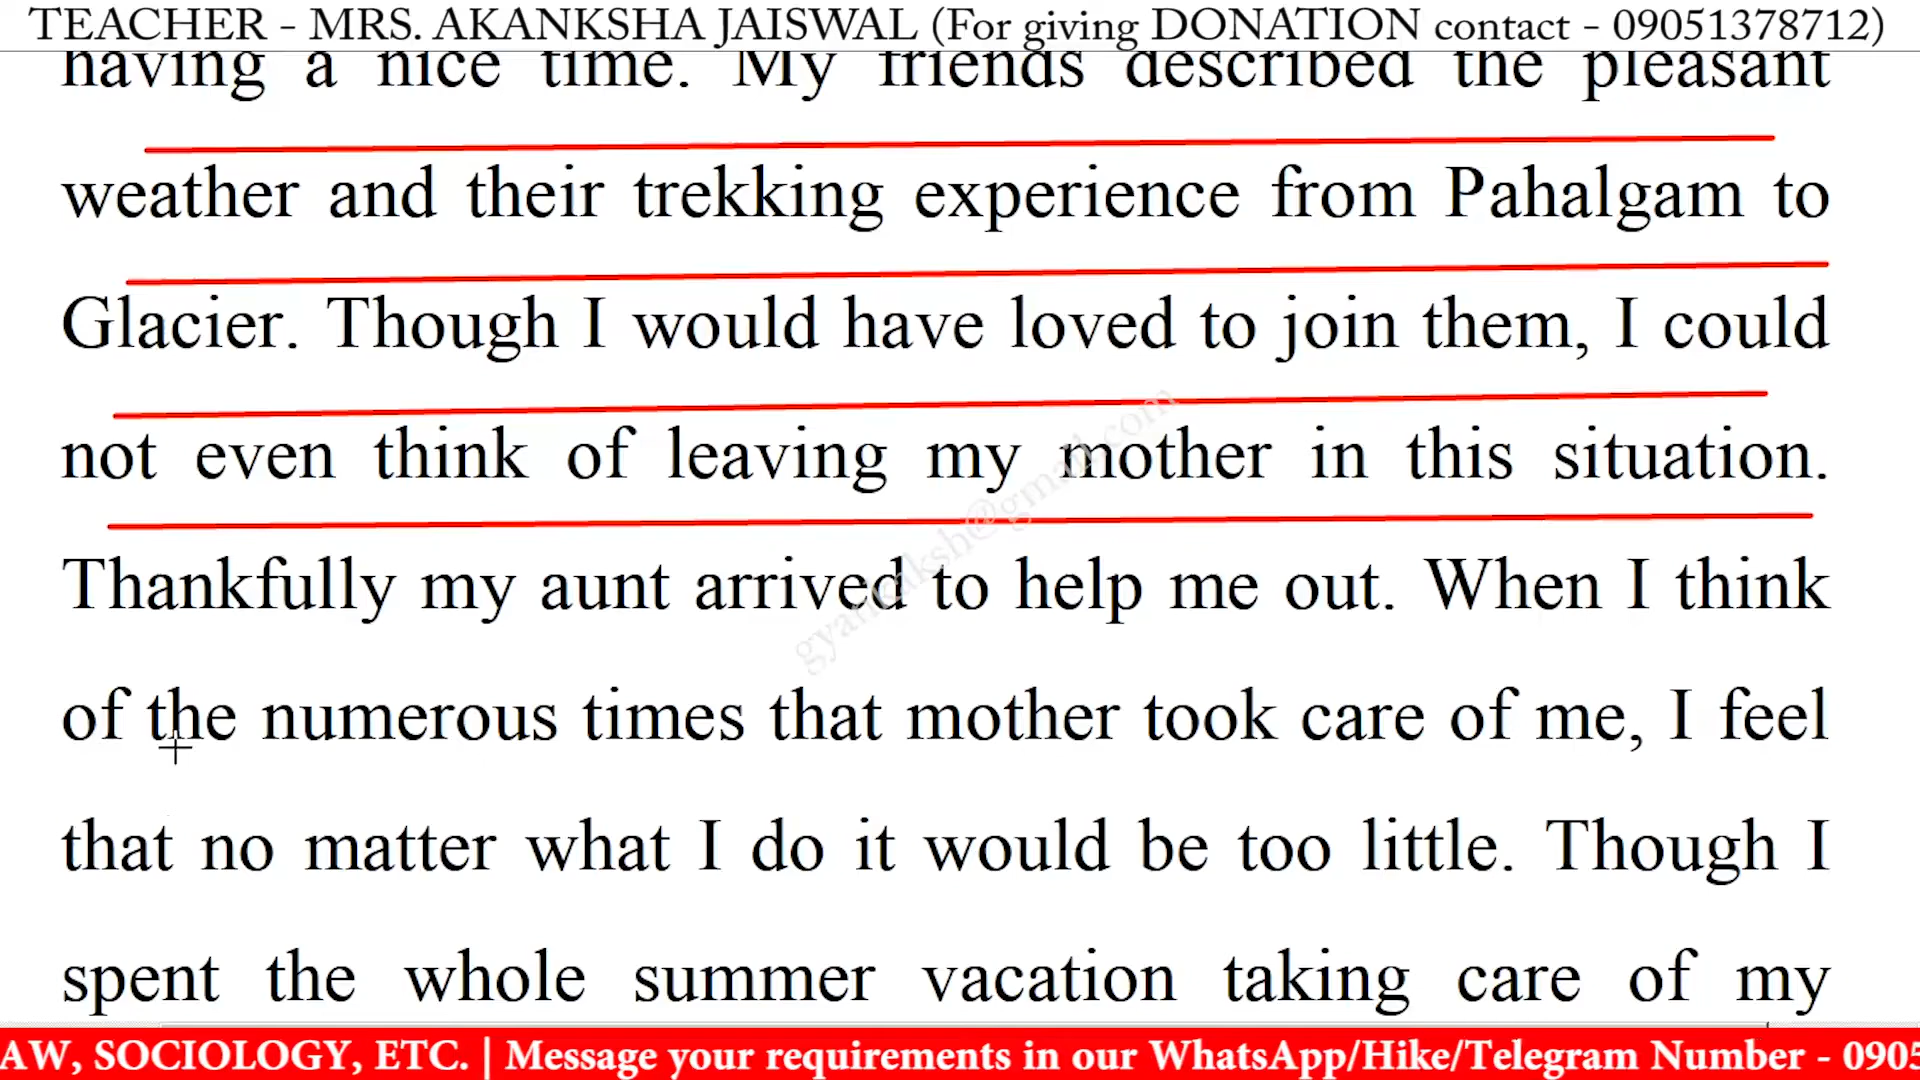 TEACHER - MRS. AKANKSHA JAISWAL (For giving DONATION contact - 09051378712)
having a nice time. My friends described the pleasant
weather and their trekking experience from Pahalgam to
Glacier. Though I would have loved to join them, I could
not even think of leaving my mother in this situation.
Thankfully my aunt arrived to help me out. When I think
of the numerous times that mother took care of me, I feel
that no matter what I do it would be too little. Though I
spent the whole summer vacation taking care of my
AW, SOCIOLOGY, ETC. | Message your requirements in our WhatsApp/Hike/Telegram Number - 0905